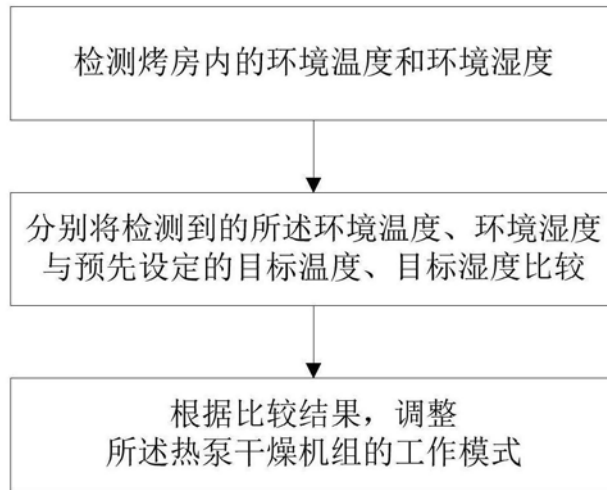 检测烤房内的环境温度和环境湿度
分别将检测到的所述环境温度、环境湿度
与预先设定的目标温度、目标湿度比较
根据比较结果，调整
所述热泵干燥机组的工作模式